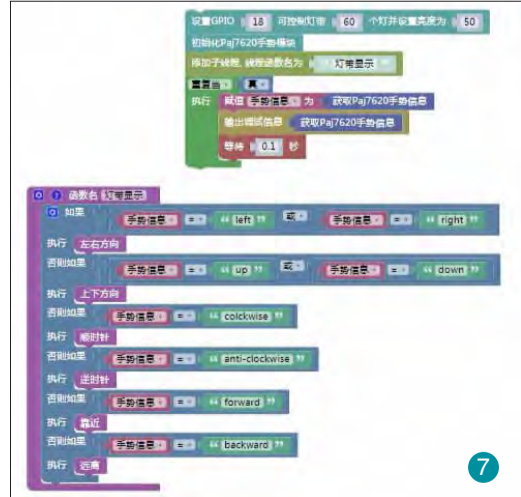 设置GPIO 18 可控制灯带 60 个灯并设置亮度为 50
初始化Paj7620手势模块
添加子线程, 线程函数名为 “ 灯带显示 ”
重复当 真
执行 赋值 手势信息 为 获取Paj7620手势信息
输出调试信息 获取Paj7620手势信息
等待 0.1 秒
函数名 灯带显示
如果 手势信息 = “ left ” 或 手势信息 = “ right ”
执行 左右方向
否则如果 手势信息 = “ up ” 或 手势信息 = “ down ”
执行 上下方向
否则如果 手势信息 = “ colckwise ”
执行 顺时针
否则如果 手势信息 = “ anti-clockwise ”
执行 逆时针
否则如果 手势信息 = “ forward ”
执行 靠近
否则如果 手势信息 = “ backward ”
执行 远离
7